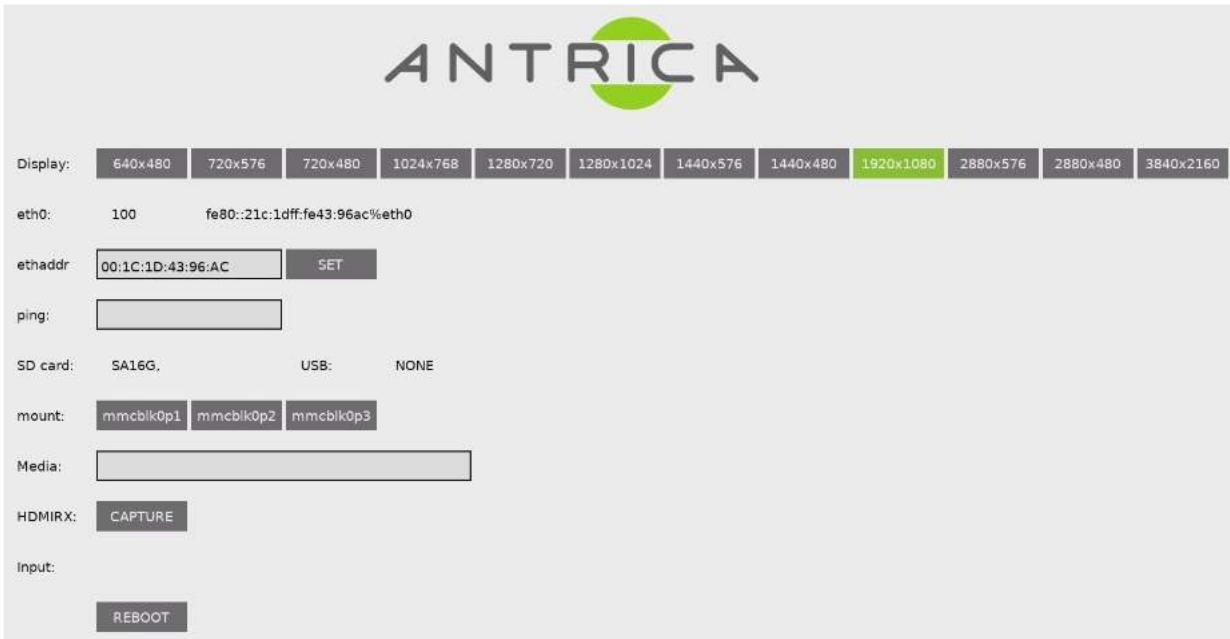 ANTRICA
Display: 640x480 720x576 720x480 1024x768 1280x720 1280x1024 1440x576 1440x480 1920x1080 2880x576 2880x480 3840x2160
eth0: 100 fe80::21c:1dff:fe43:96ac%eth0
ethaddr 00:1C:1D:43:96:AC SET
ping:
SD card: SA16G, USB: NONE
mount: mmcblk0p1 mmcblk0p2 mmcblk0p3
Media:
HDMIRX: CAPTURE
Input:
REBOOT